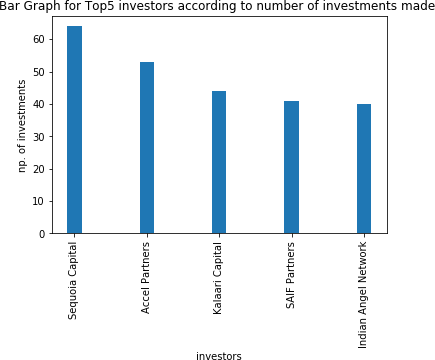 Bar Graph for Top5 investors according to number of investments made
np. of investments
60
50
40
30
20
10
0
Sequoia Capital
Accel Partners
Kalaari Capital
SAIF Partners
Indian Angel Network
investors